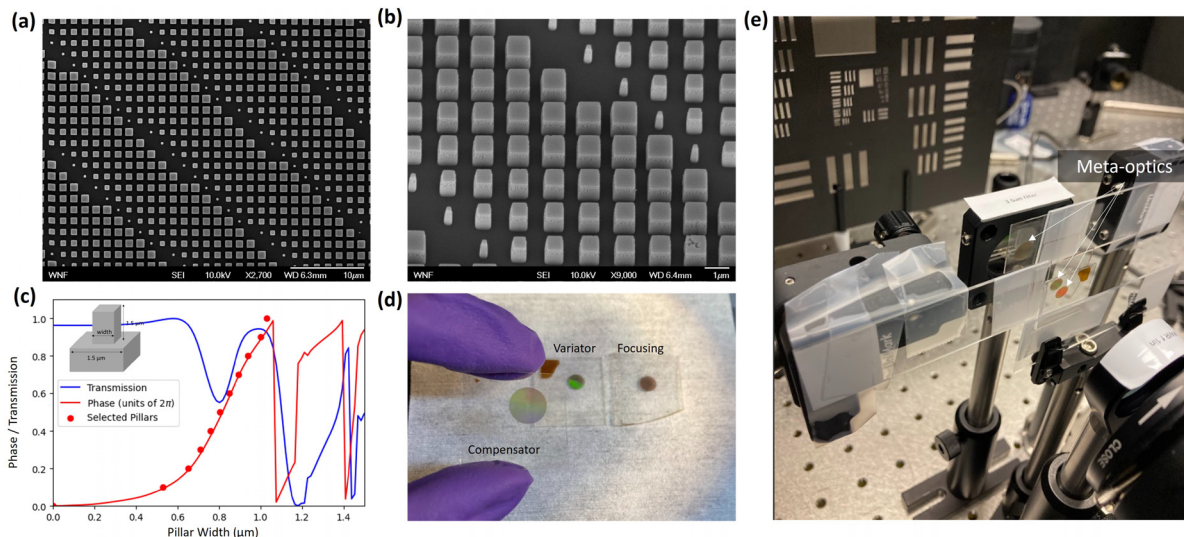 (a)
WNF SEI 10.0kV X2,700 WD 6.3mm 10μm
(b)
WNF SEI 10.0kV X9,000 WD 6.4mm 1μm
(c)
Phase / Transmission
1.0
0.8
0.6
0.4
0.2
0.0
0.0 0.2 0.4 0.6 0.8 1.0 1.2 1.4
Pillar Width (μm)
width
1.5 μm
1.5 μm
Transmission
Phase (units of 2π)
Selected Pillars
(d)
Variator Focusing
Compensator
(e)
Meta-optics
CLOSE